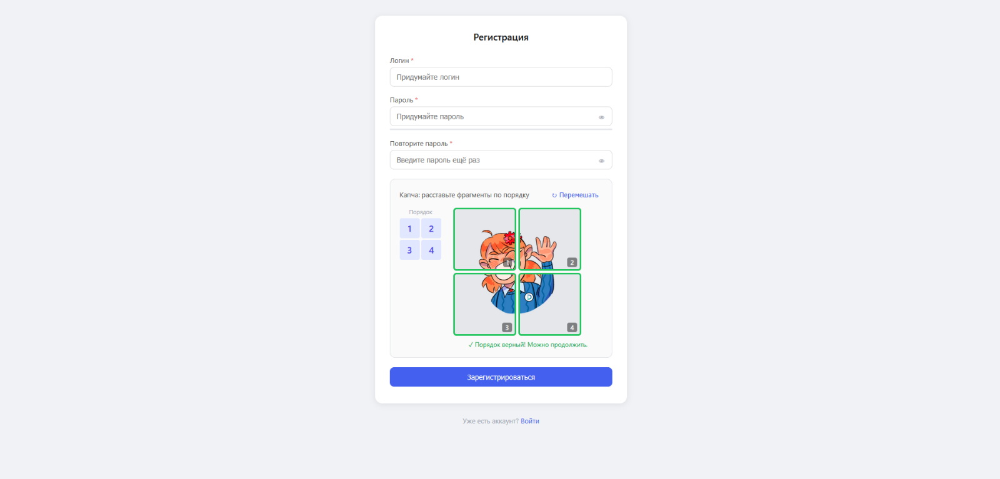 Регистрация
Логин *
Придумайте логин
Пароль *
Придумайте пароль
Повторите пароль *
Введите пароль ещё раз
Капча: расставьте фрагменты по порядку
↻ Перемешать
Порядок
1 2
3 4
1
2
3
4
✓ Порядок верный! Можно продолжить.
Зарегистрироваться
Уже есть аккаунт? Войти